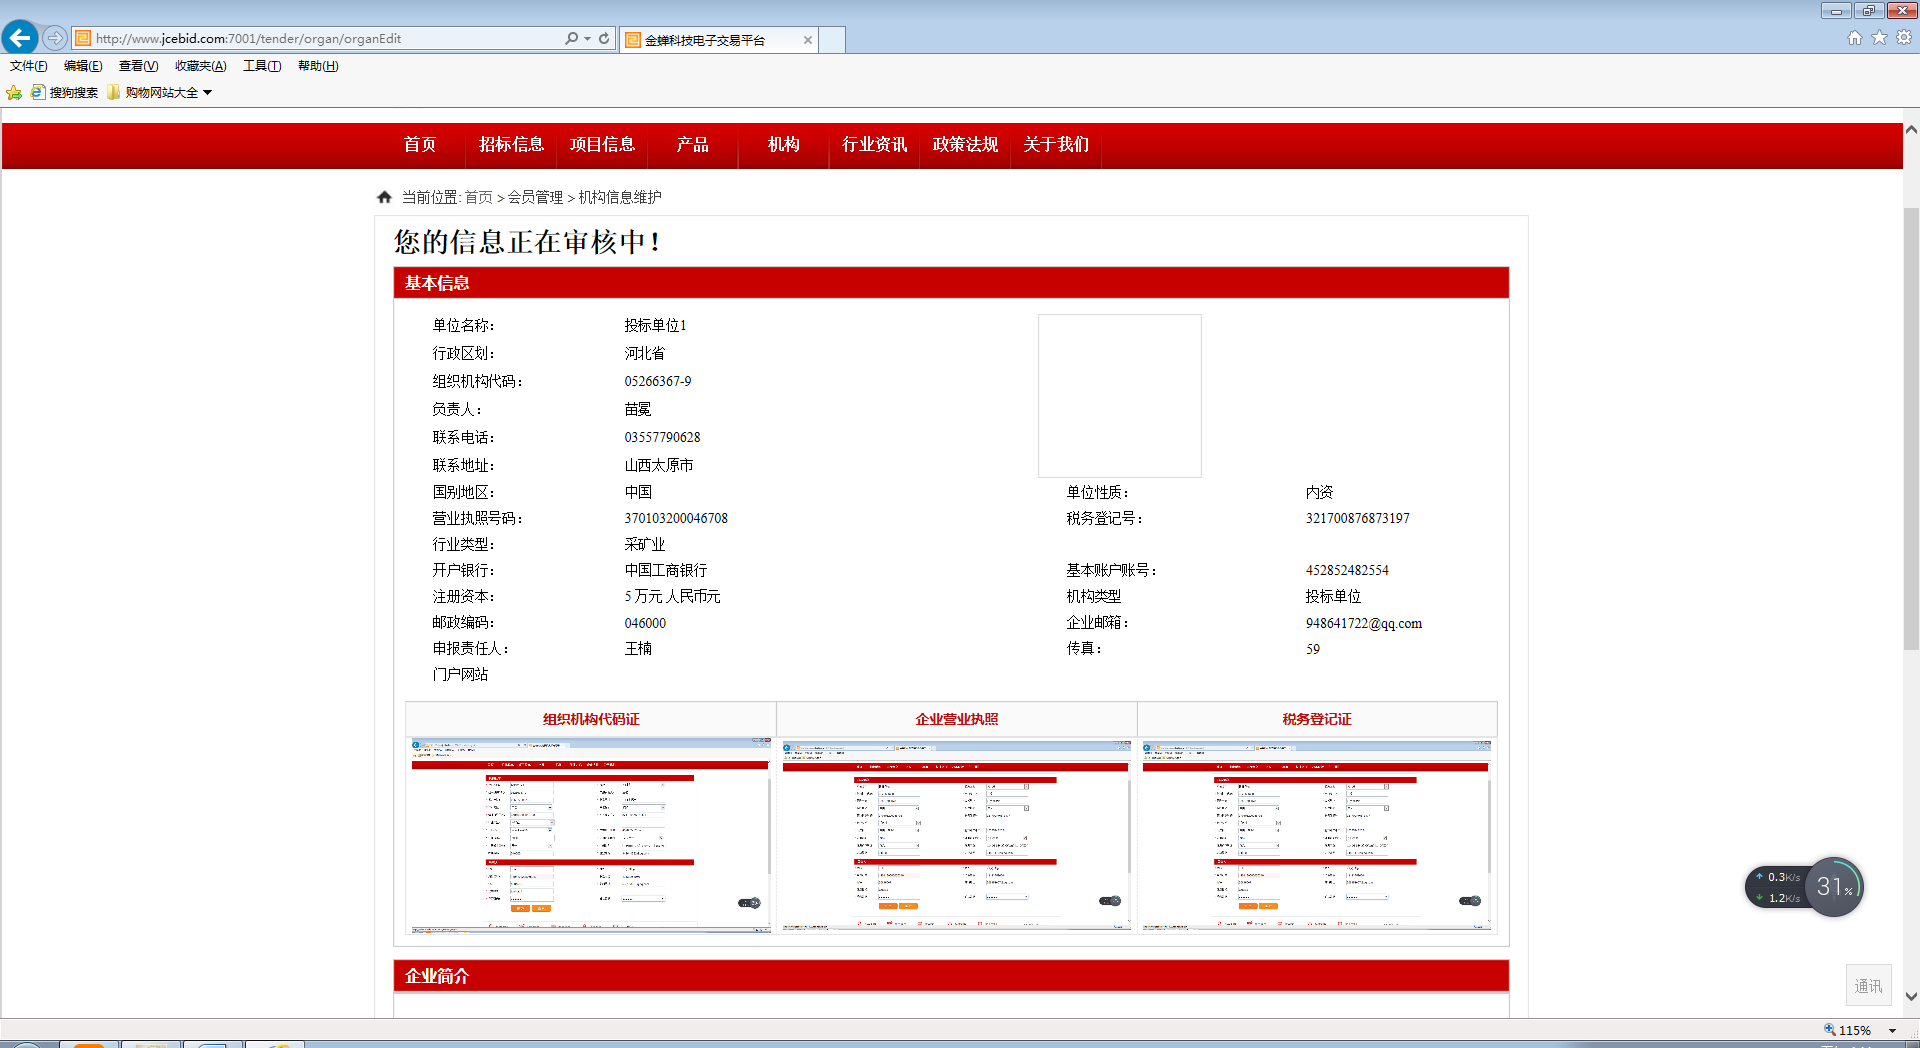 http://www.jcebid.com:7001/tender/organ/organEdit
金蝉科技电子交易平台
文件(F) 编辑(E) 查看(V) 收藏夹(A) 工具(T) 帮助(H)
搜狗搜索 购物网站大全
首页 招标信息 项目信息 产品 机构 行业资讯 政策法规 关于我们
当前位置: 首页 > 会员管理 > 机构信息维护
您的信息正在审核中！
基本信息
单位名称： 投标单位1
行政区划： 河北省
组织机构代码： 05266367-9
负责人： 苗冕
联系电话： 03557790628
联系地址： 山西太原市
国别地区： 中国 单位性质： 内资
营业执照号码： 370103200046708 税务登记号： 321700876873197
行业类型： 采矿业
开户银行： 中国工商银行 基本账户账号： 452852482554
注册资本： 5 万元 人民币元 机构类型 投标单位
邮政编码： 046000 企业邮箱： 948641722@qq.com
申报责任人： 王楠 传真： 59
门户网站
组织机构代码证 企业营业执照 税务登记证
0.3K/s
1.2K/s
31%
企业简介
通讯
115%